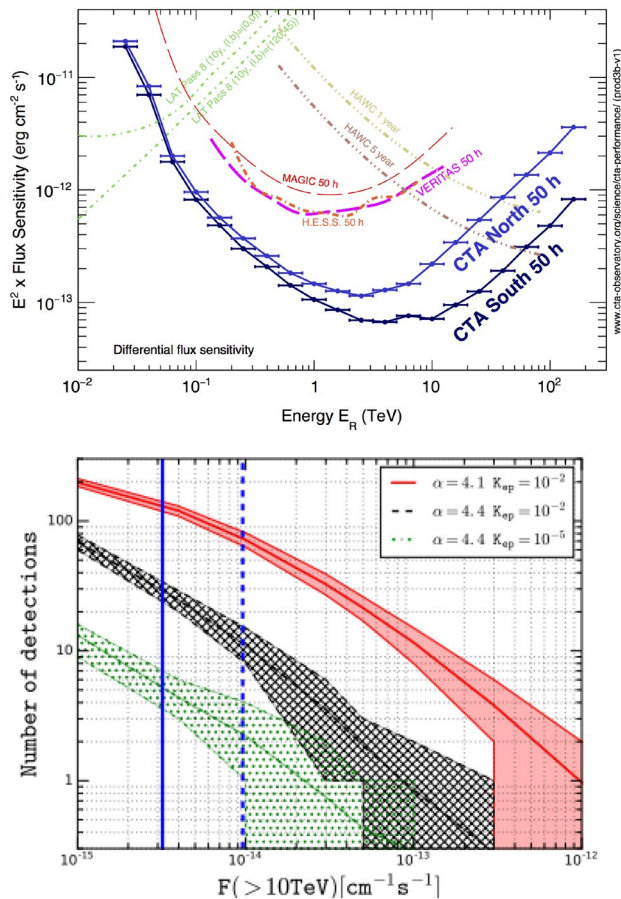 10⁻¹¹
10⁻¹²
10⁻¹³
E² x Flux Sensitivity (erg cm⁻² s⁻¹)
LAT Pass 8 (10y, (l,b)=(0,0))
LAT Pass 8 (10y, (l,b)=(120,45))
HAWC 1 year
HAWC 5 year
MAGIC 50 h
VERITAS 50 h
H.E.S.S. 50 h
CTA North 50 h
CTA South 50 h
Differential flux sensitivity
www.cta-observatory.org/science/cta-performance/ (prod3b-v1)
10⁻² 10⁻¹ 1 10 10²
Energy E_R (TeV)
α = 4.1 K_ep = 10⁻²
α = 4.4 K_ep = 10⁻²
α = 4.4 K_ep = 10⁻⁵
100
10
1
Number of detections
10⁻¹⁵ 10⁻¹⁴ 10⁻¹³ 10⁻¹²
F(>10TeV)[cm⁻¹s⁻¹]